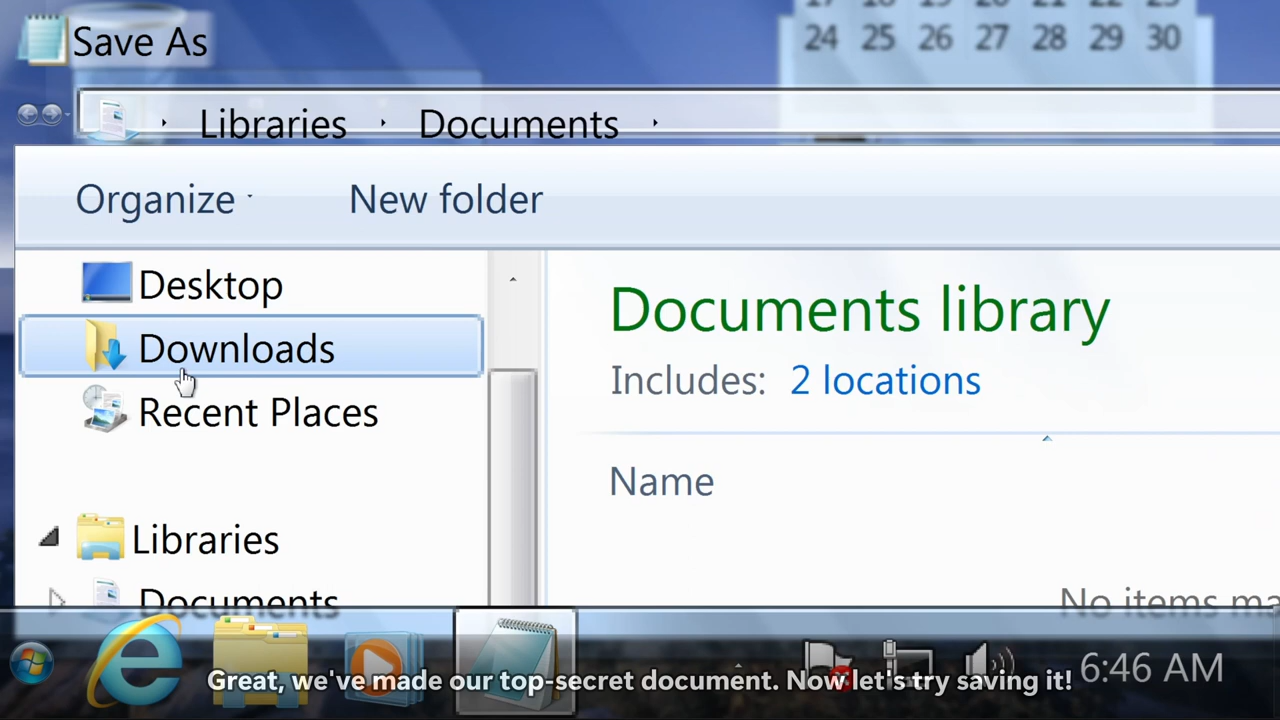 17 18 19 20 21 22 23
Save As
24 25 26 27 28 29 30
Libraries Documents
Organize New folder
Desktop
Downloads
Recent Places
Libraries
Documents
Documents library
Includes: 2 locations
Name
No items ma
6:46 AM
Great, we've made our top-secret document. Now let's try saving it!